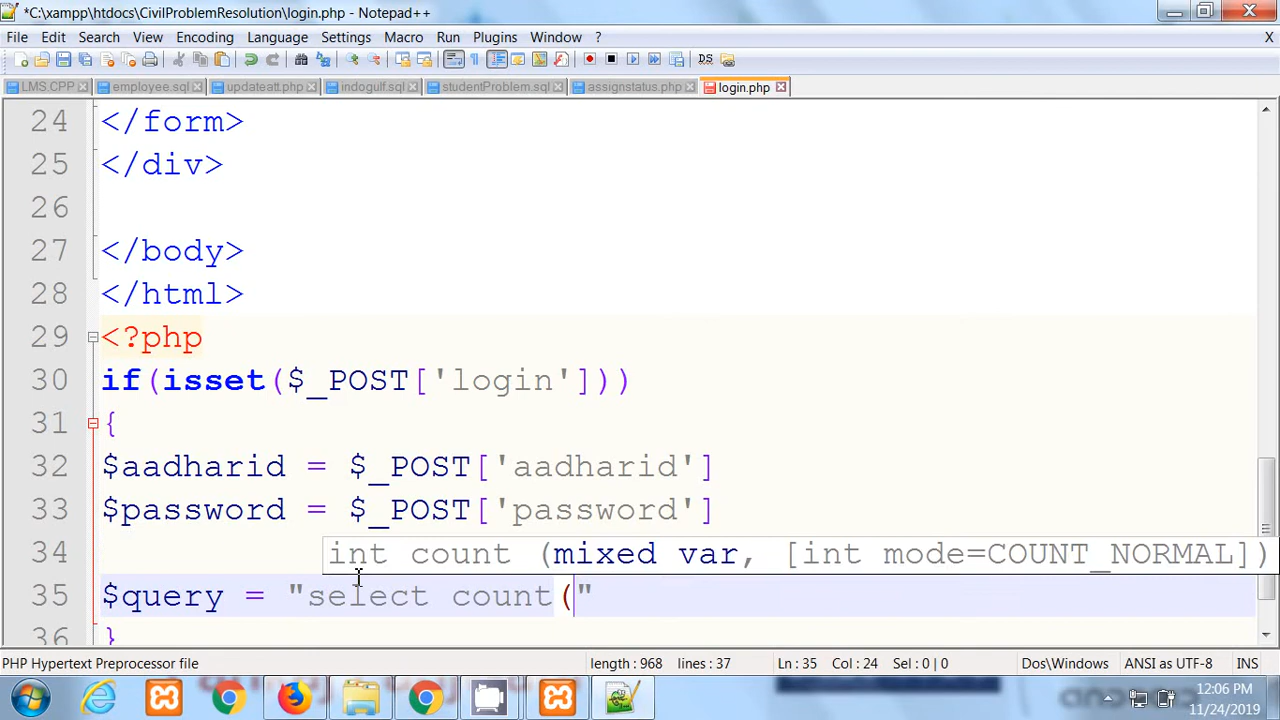 *C:\xampp\htdocs\CivilProblemResolution\login.php - Notepad++
File Edit Search View Encoding Language Settings Macro Run Plugins Window ? X
LMS.CPP employee.sql updateatt.php indogulf.sql studentProblem.sql assignstatus.php login.php
24 </form>
25 </div>
26
27 </body>
28 </html>
29 <?php
30 if(isset($_POST['login']))
31 {
32 $aadharid = $_POST['aadharid']
33 $password = $_POST['password']
34 int count (mixed var, [int mode=COUNT_NORMAL])
35 $query = "select count("
36 }
PHP Hypertext Preprocessor file length : 968 lines : 37 Ln : 35 Col : 24 Sel : 0 | 0 Dos\Windows ANSI as UTF-8 INS
12:06 PM
11/24/2019